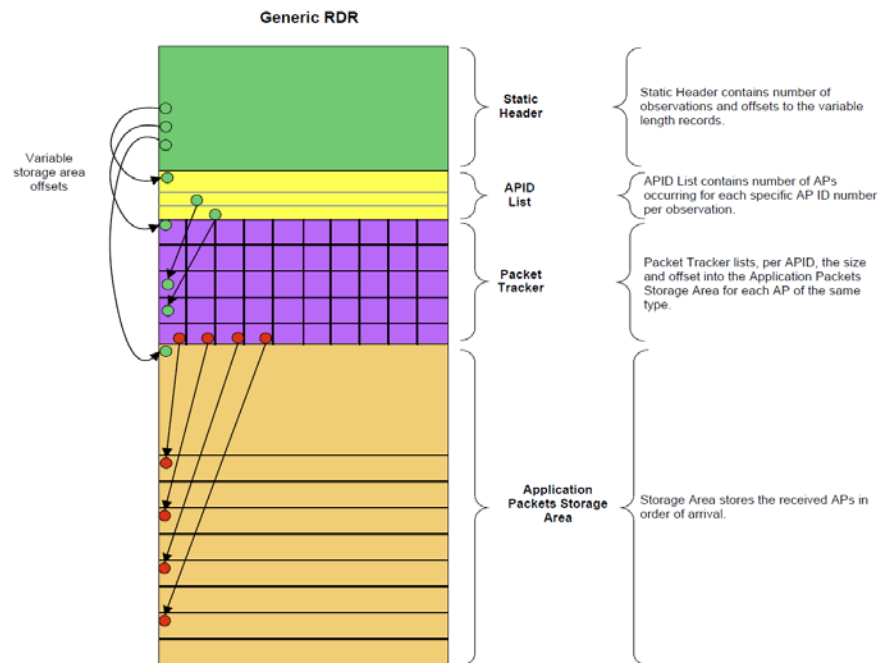 Generic RDR
Static
Header
Static Header contains number of
observations and offsets to the variable
length records.
Variable
storage area
offsets
APID
List
APID List contains number of APs
occurring for each specific AP ID number
per observation.
Packet
Tracker
Packet Tracker lists, per APID, the size
and offset into the Application Packets
Storage Area for each AP of the same
type.
Application
Packets Storage
Area
Storage Area stores the received APs in
order of arrival.